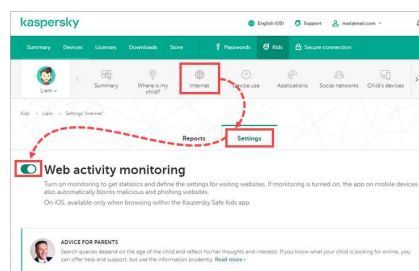 kaspersky
English (US) Support mail@mail.com
Summary Devices Licenses Downloads Store Passwords Kids Secure connection
Liam Summary Where is my child? Internet Device use Applications Social networks Child's devices
Kids Liam Settings "Internet"
Reports Settings
Web activity monitoring
Turn on monitoring to get statistics and define the settings for visiting websites. If monitoring is turned on, the app on mobile devices
also automatically blocks malicious and phishing websites.
On iOS, available only when browsing within the Kaspersky Safe Kids app.
ADVICE FOR PARENTS
Search queries depend on the age of the child and reflect his/her thoughts and interests. If you know what your child is looking for online, you
can offer help and support, but use the information prudently. Read more